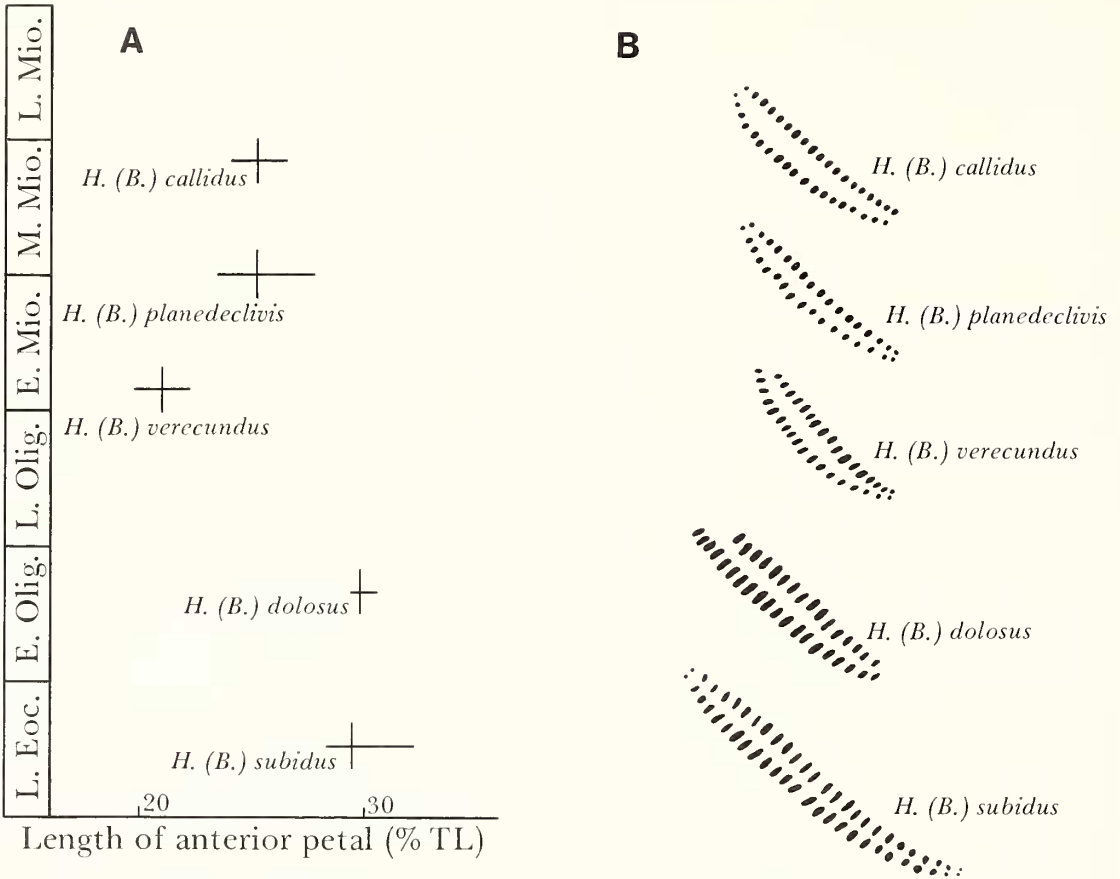 A
L. Mio.
M. Mio.
E. Mio.
L. Olig.
E. Olig.
L. Eoc.
H. (B.) callidus
H. (B.) planedeclivis
H. (B.) verecundus
H. (B.) dolosus
H. (B.) subidus
20 30
Length of anterior petal (% TL)
B
H. (B.) callidus
H. (B.) planedeclivis
H. (B.) verecundus
H. (B.) dolosus
H. (B.) subidus